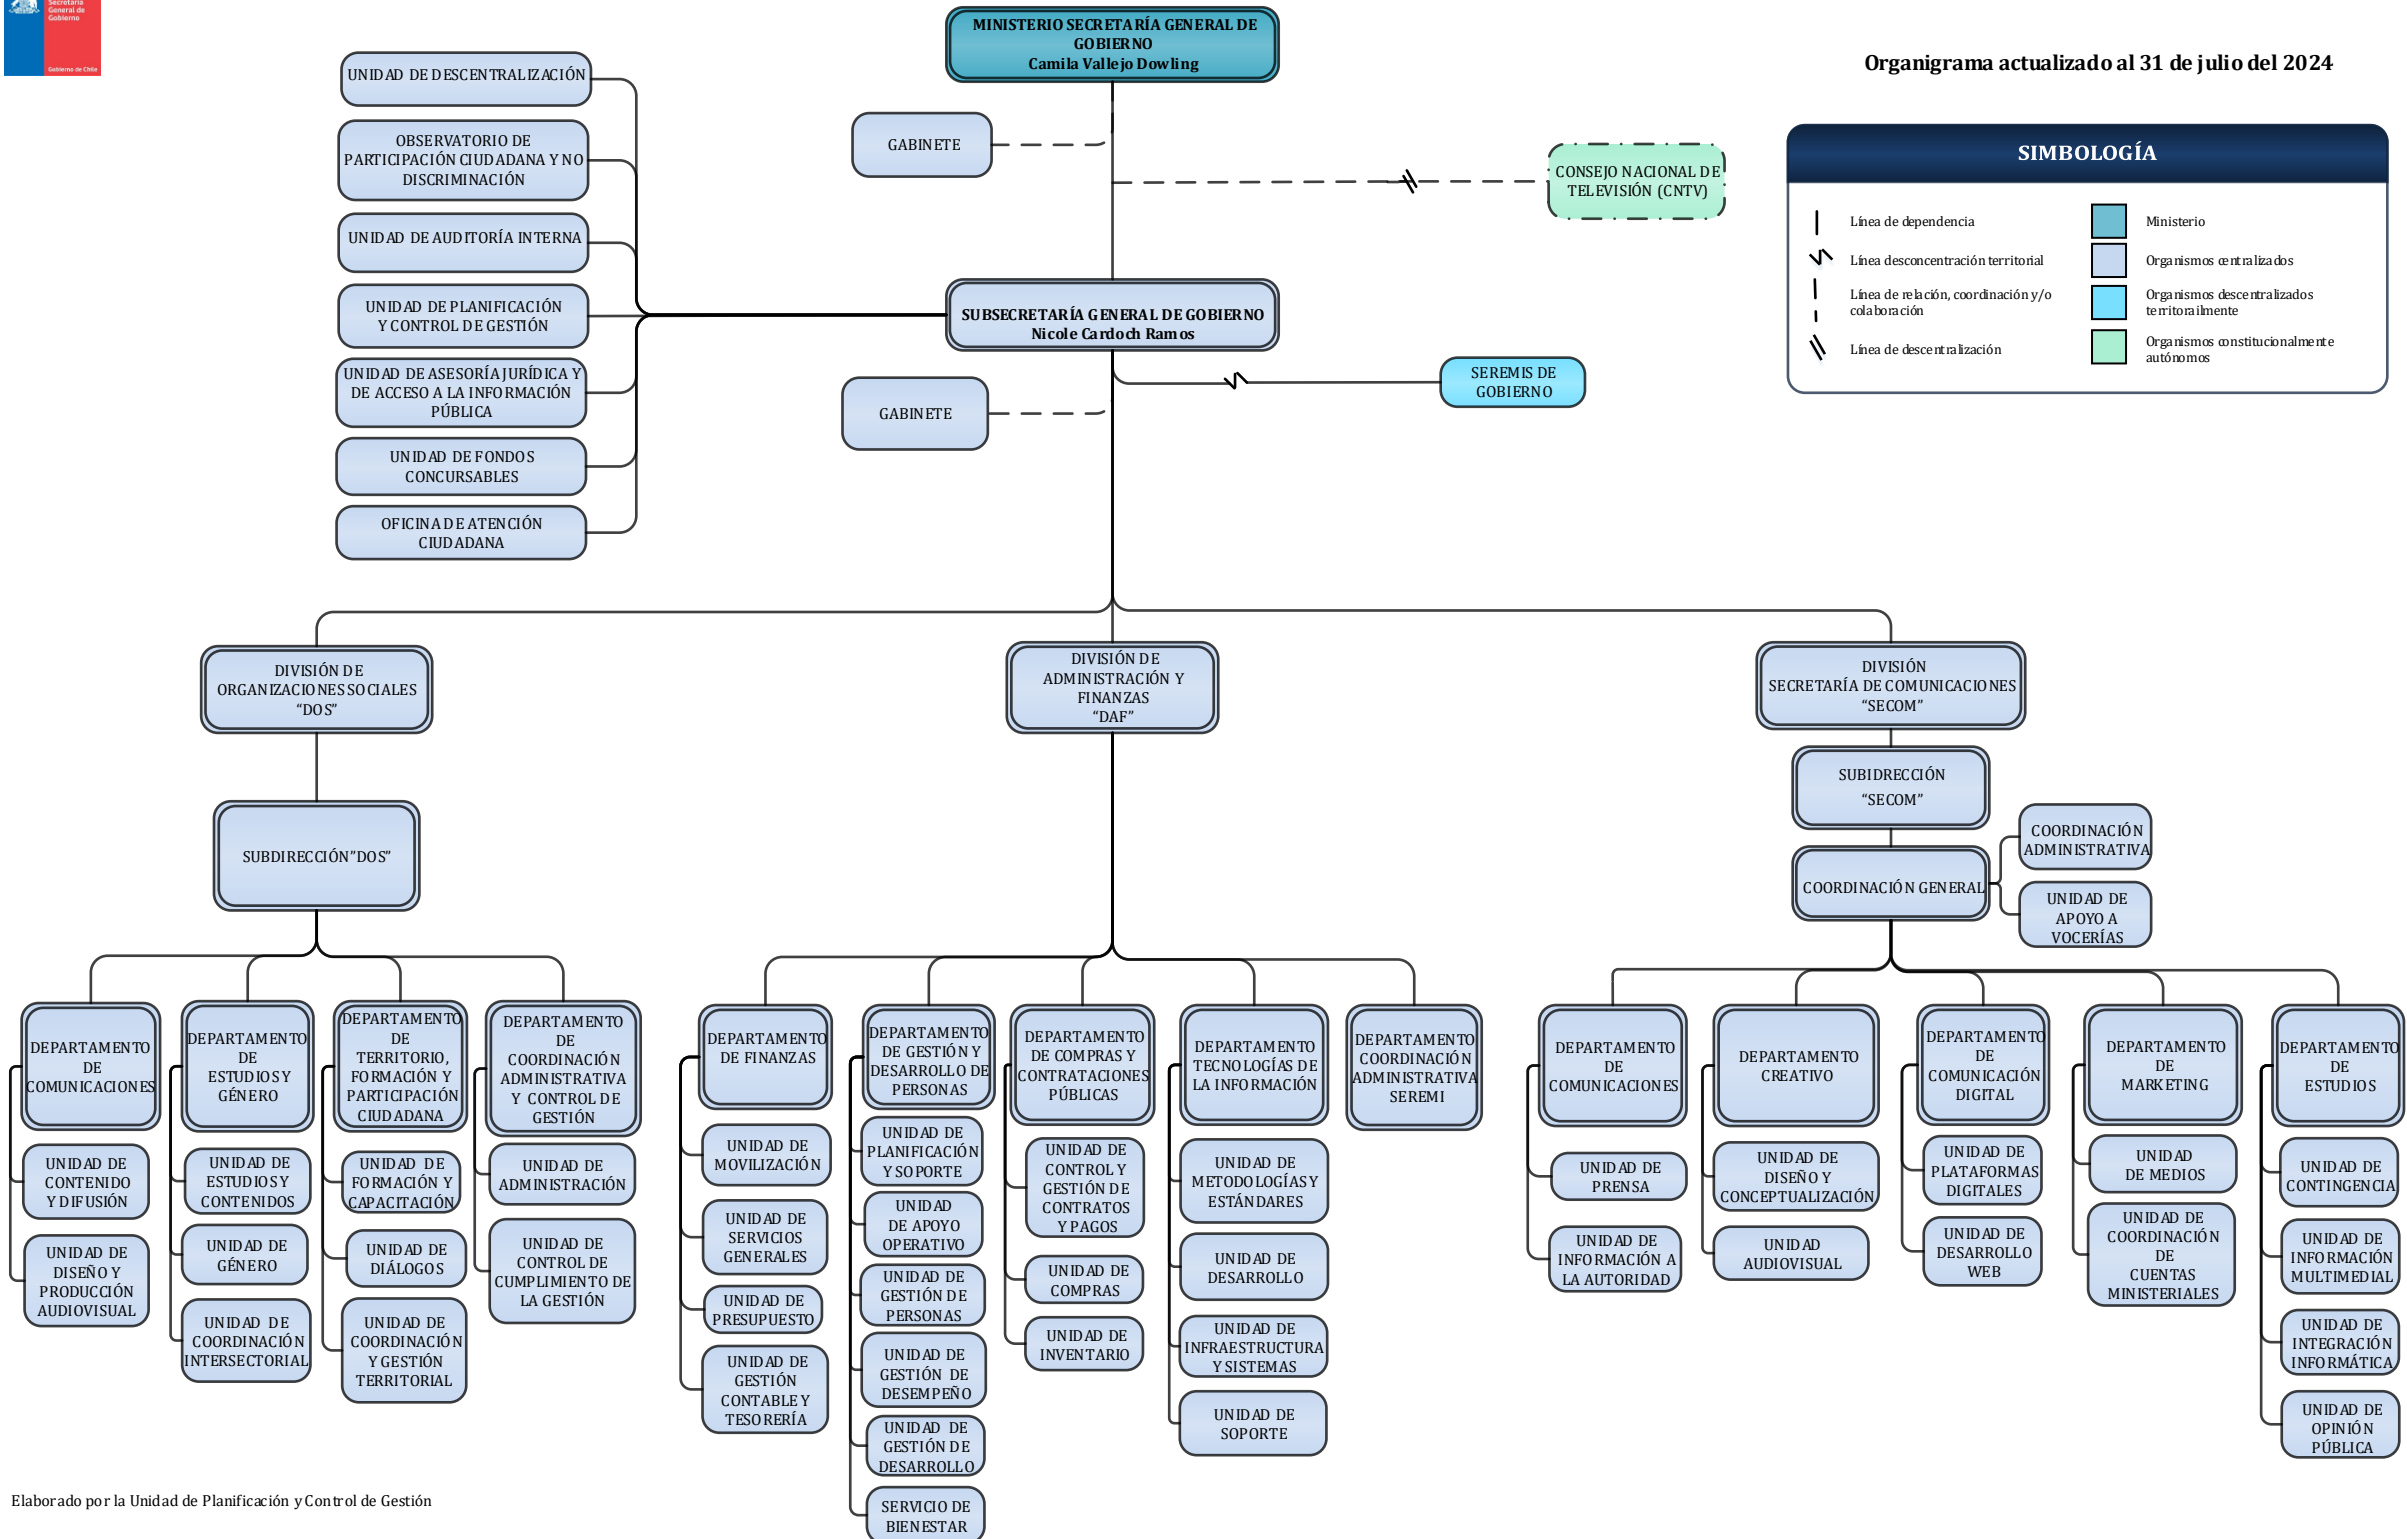 Secretaría
General de
Gobierno
Gobierno de Chile
MINISTERIO SECRETARÍA GENERAL DE
GOBIERNO
Camila Vallejo Dowling
Organigrama actualizado al 31 de julio del 2024
GABINETE
CONSEJO NACIONAL DE
TELEVISIÓN (CNTV)
SIMBOLOGÍA
Línea de dependencia
Línea desconcentración territorial
Línea de relación, coordinación y/o
colaboración
Línea de descentralización
Ministerio
Organismos centralizados
Organismos descentralizados
territorailmente
Organismos constitucionalmente
autónomos
UNIDAD DE DESCENTRALIZACIÓN
OBSERVATORIO DE
PARTICIPACIÓN CIUDADANA Y NO
DISCRIMINACIÓN
UNIDAD DE AUDITORÍA INTERNA
UNIDAD DE PLANIFICACIÓN
Y CONTROL DE GESTIÓN
UNIDAD DE ASESORÍA JURÍDICA Y
DE ACCESO A LA INFORMACIÓN
PÚBLICA
UNIDAD DE FONDOS
CONCURSABLES
OFICINA DE ATENCIÓN
CIUDADANA
SUBSECRETARÍA GENERAL DE GOBIERNO
Nicole Cardoch Ramos
SEREMIS DE
GOBIERNO
GABINETE
DIVISIÓN DE
ORGANIZACIONES SOCIALES
“DOS”
DIVISIÓN DE
ADMINISTRACIÓN Y
FINANZAS
“DAF”
DIVISIÓN
SECRETARÍA DE COMUNICACIONES
“SECOM”
SUBDIRECCIÓN”DOS”
SUBIDRECCIÓN
“SECOM”
COORDINACIÓN GENERAL
COORDINACIÓN
ADMINISTRATIVA
UNIDAD DE
APOYO A
VOCERÍAS
DEPARTAMENTO
DE
COMUNICACIONES
UNIDAD DE
CONTENIDO
Y DIFUSIÓN
UNIDAD DE
DISEÑO Y
PRODUCCIÓN
AUDIOVISUAL
DEPARTAMENTO
DE
ESTUDIOS Y
GÉNERO
UNIDAD DE
ESTUDIOS Y
CONTENIDOS
UNIDAD DE
GÉNERO
UNIDAD DE
COORDINACIÓN
INTERSECTORIAL
DEPARTAMENTO
DE
TERRITORIO,
FORMACIÓN Y
PARTICIPACIÓN
CIUDADANA
UNIDAD DE
FORMACIÓN Y
CAPACITACIÓN
UNIDAD DE
DIÁLOGOS
UNIDAD DE
COORDINACIÓN
Y GESTIÓN
TERRITORIAL
DEPARTAMENTO
DE
COORDINACIÓN
ADMINISTRATIVA
Y CONTROL DE
GESTIÓN
UNIDAD DE
ADMINISTRACIÓN
UNIDAD DE
CONTROL DE
CUMPLIMIENTO DE
LA GESTIÓN
DEPARTAMENTO
DE FINANZAS
UNIDAD DE
MOVILIZACIÓN
UNIDAD DE
SERVICIOS
GENERALES
UNIDAD DE
PRESUPUESTO
UNIDAD DE
GESTIÓN
CONTABLE Y
TESORERÍA
DEPARTAMENTO
DE GESTIÓN Y
DESARROLLO DE
PERSONAS
UNIDAD DE
PLANIFICACIÓN
Y SOPORTE
UNIDAD
DE APOYO
OPERATIVO
UNIDAD DE
GESTIÓN DE
PERSONAS
UNIDAD DE
GESTIÓN DE
DESEMPEÑO
UNIDAD DE
GESTIÓN DE
DESARROLLO
SERVICIO DE
BIENESTAR
DEPARTAMENTO
DE COMPRAS Y
CONTRATACIONES
PÚBLICAS
UNIDAD DE
CONTROL Y
GESTIÓN DE
CONTRATOS
Y PAGOS
UNIDAD DE
COMPRAS
UNIDAD DE
INVENTARIO
DEPARTAMENTO
TECNOLOGÍAS DE
LA INFORMACIÓN
UNIDAD DE
METODOLOGÍAS Y
ESTÁNDARES
UNIDAD DE
DESARROLLO
UNIDAD DE
INFRAESTRUCTURA
Y SISTEMAS
UNIDAD DE
SOPORTE
DEPARTAMENTO
COORDINACIÓN
ADMINISTRATIVA
SEREMI
DEPARTAMENTO
DE
COMUNICACIONES
UNIDAD DE
PRENSA
UNIDAD DE
INFORMACIÓN A
LA AUTORIDAD
DEPARTAMENTO
CREATIVO
UNIDAD DE
DISEÑO Y
CONCEPTUALIZACIÓN
UNIDAD
AUDIOVISUAL
DEPARTAMENTO
DE
COMUNICACIÓN
DIGITAL
UNIDAD DE
PLATAFORMAS
DIGITALES
UNIDAD DE
DESARROLLO
WEB
DEPARTAMENTO
DE
MARKETING
UNIDAD
DE MEDIOS
UNIDAD DE
COORDINACIÓN
DE
CUENTAS
MINISTERIALES
DEPARTAMENTO
DE
ESTUDIOS
UNIDAD DE
CONTINGENCIA
UNIDAD DE
INFORMACIÓN
MULTIMEDIAL
UNIDAD DE
INTEGRACIÓN
INFORMÁTICA
UNIDAD DE
OPINIÓN
PÚBLICA
Elaborado por la Unidad de Planificación y Control de Gestión